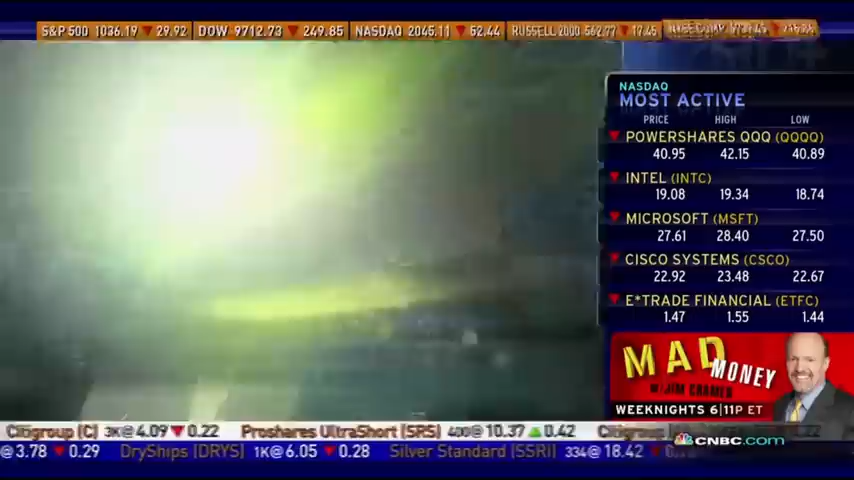 S&P 500 1036.19 ▼ 29.92 DOW 9712.73 ▼ 249.85 NASDAQ 2045.11 ▼ 52.44 RUSSELL 2000 562.77 ▼ 17.45
NASDAQ
MOST ACTIVE
PRICE HIGH LOW
▼ POWERSHARES QQQ (QQQQ)
40.95 42.15 40.89
▼ INTEL (INTC)
19.08 19.34 18.74
▼ MICROSOFT (MSFT)
27.61 28.40 27.50
▼ CISCO SYSTEMS (CSCO)
22.92 23.48 22.67
▼ E*TRADE FINANCIAL (ETFC)
1.47 1.55 1.44
MAD
MONEY
W/JIM CRAMER
WEEKNIGHTS 6|11P ET
Citigroup (C) 3K@4.09 ▼ 0.22 Proshares UltraShort (SRS) 400@10.37 ▲ 0.42 Citigroup
CNBC.com
@3.78 ▼ 0.29 DryShips (DRYS) 1K@6.05 ▼ 0.28 Silver Standard (SSRI) 334@18.42 ▼